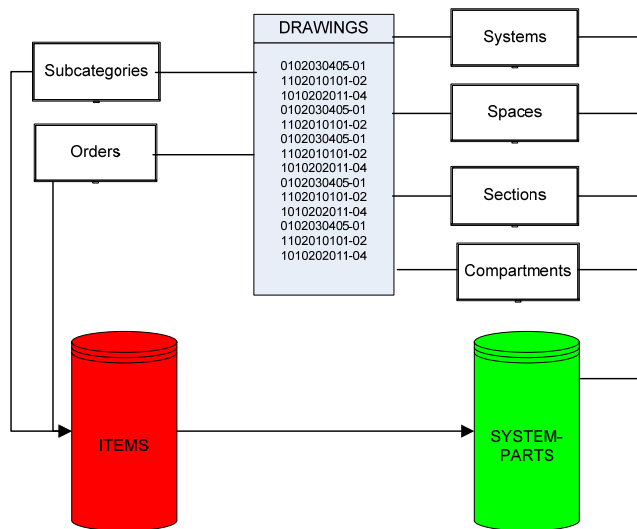 DRAWINGS
Systems
Subcategories
0102030405-01
1102010101-02
1010202011-04
0102030405-01
1102010101-02
0102030405-01
1102010101-02
1010202011-04
0102030405-01
1102010101-02
1010202011-04
0102030405-01
1102010101-02
1010202011-04
Spaces
Orders
Sections
Compartments
ITEMS
SYSTEM-
PARTS